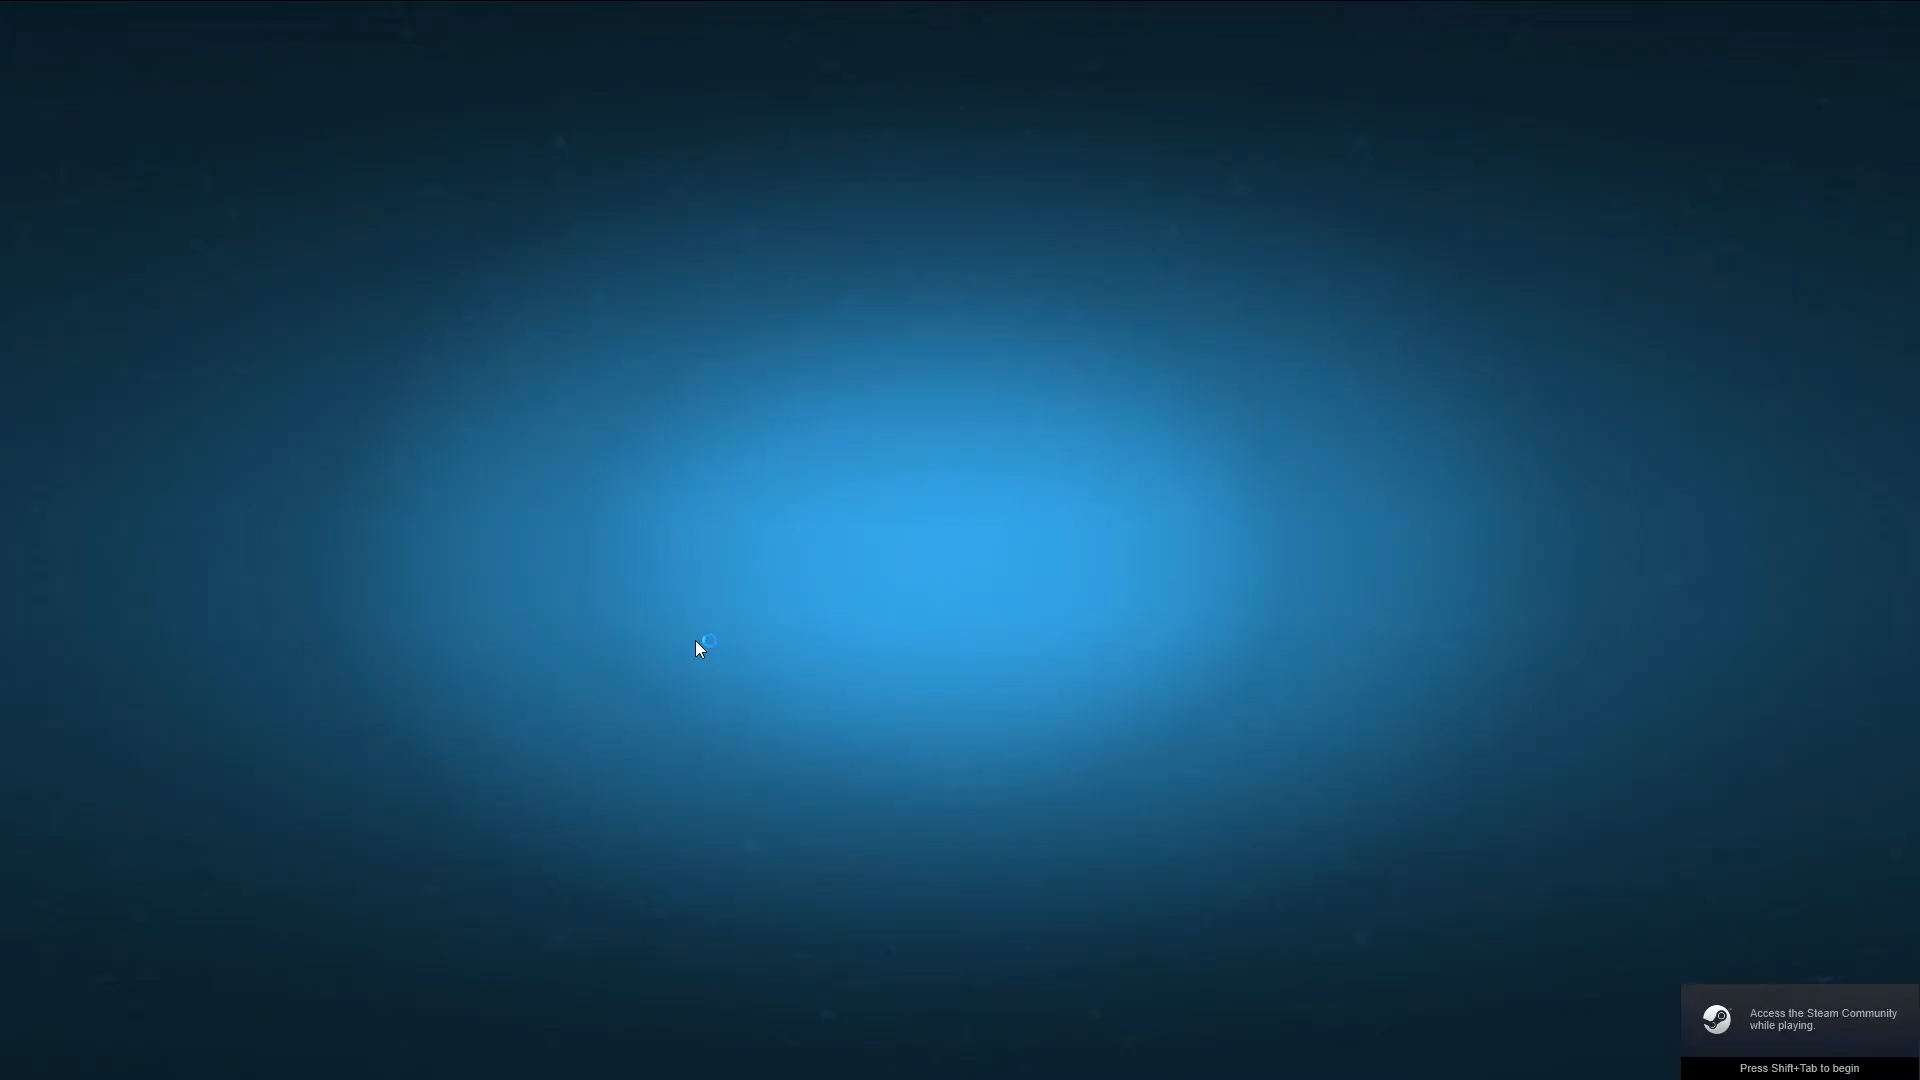 Access the Steam Community
while playing.
Press Shift+Tab to begin